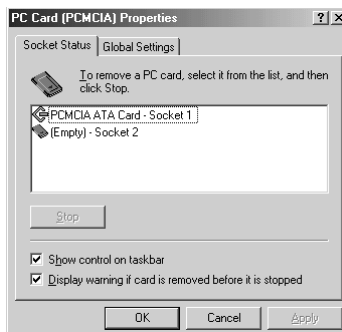 PC Card (PCMCIA) Properties
Socket Status
Global Settings
To remove a PC card, select it from the list, and then
click Stop.
PCMCIA ATA Card - Socket 1
(Empty) - Socket 2
Stop
Show control on taskbar
Display warning if card is removed before it is stopped
OK
Cancel
Apply